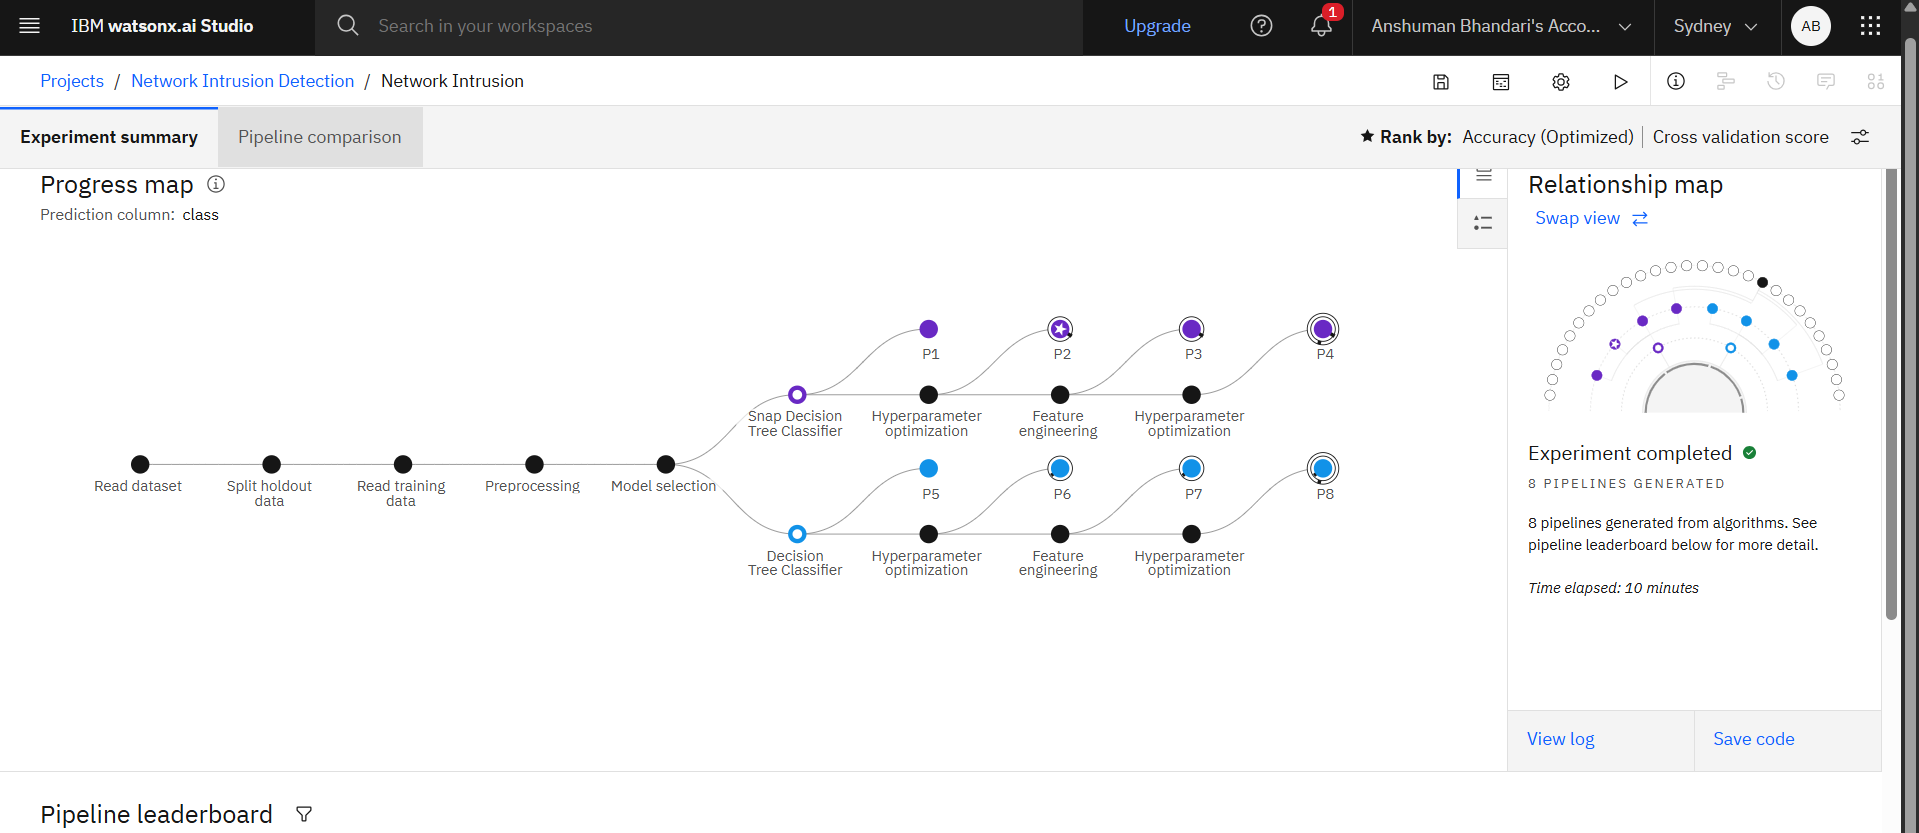 IBM watsonx.ai Studio
Search in your workspaces
Upgrade
1
Anshuman Bhandari's Acco...
Sydney
AB
Projects / Network Intrusion Detection / Network Intrusion
Experiment summary
Pipeline comparison
Rank by: Accuracy (Optimized) | Cross validation score
Progress map
Prediction column: class
Relationship map
Swap view
P1
P2
P3
P4
Snap Decision
Tree Classifier
Hyperparameter
optimization
Feature
engineering
Hyperparameter
optimization
Read dataset
Split holdout
data
Read training
data
Preprocessing
Model selection
P5
P6
P7
P8
Decision
Tree Classifier
Hyperparameter
optimization
Feature
engineering
Hyperparameter
optimization
Experiment completed
8 PIPELINES GENERATED
8 pipelines generated from algorithms. See
pipeline leaderboard below for more detail.
Time elapsed: 10 minutes
View log
Save code
Pipeline leaderboard